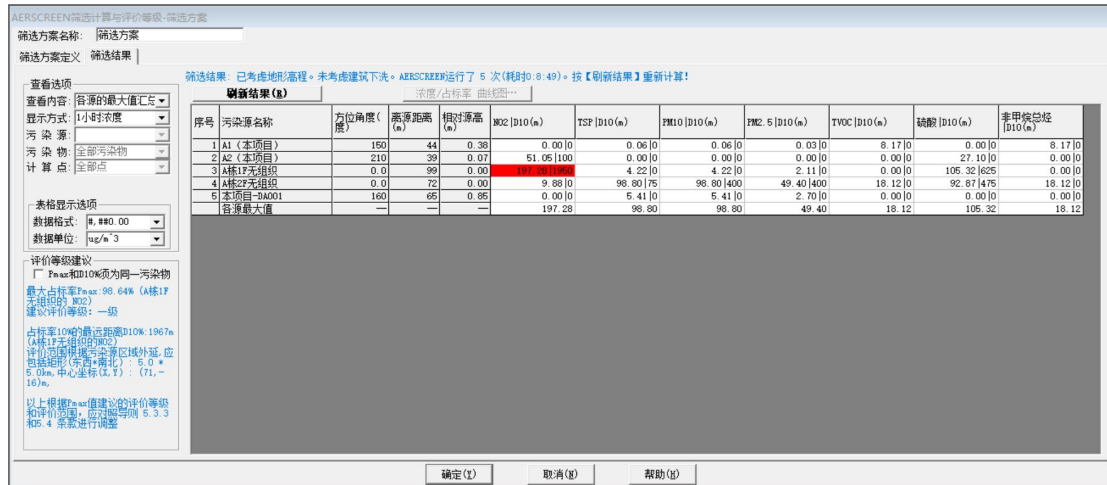 AERSCREEN筛选计算与评价等级-筛选方案
筛选方案名称: 筛选方案
筛选方案定义 筛选结果
筛选结果: 已考虑地形高程。未考虑建筑下洗。AERSCREEN运行了 5 次(耗时0:8:49)。按【刷新结果】重新计算!
刷新结果(R) 浓度/占标率 曲线图…
查看选项
查看内容: 各源的最大值汇总
显示方式: 1小时浓度
污 染 源:
污 染 物: 全部污染物
计 算 点: 全部点
表格显示选项
数据格式: #,##0.00
数据单位: ug/m^3
评价等级建议
Pmax和D10%须为同一污染物
最大占标率Pmax:98.64% (A栋1F
无组织的 NO2)
建议评价等级: 一级
占标率10%的最远距离D10%:1967m
(A栋1F无组织的NO2)
评价范围根据污染源区域外延,应
包括矩形(东西*南北): 5.0 *
5.0km,中心坐标(X,Y): (71,-
16)m,
以上根据Pmax值建议的评价等级
和评价范围,应对照导则 5.3.3
和5.4 条款进行调整
序号 污染源名称 方位角度(度) 离源距离(m) 相对源高(m) NO2|D10(m) TSP|D10(m) PM10|D10(m) PM2.5|D10(m) TVOC|D10(m) 硫酸|D10(m) 非甲烷总烃|D10(m)
1 A1 (本项目) 150 44 0.38 0.00|0 0.06|0 0.06|0 0.03|0 8.17|0 0.00|0 8.17|0
2 A2 (本项目) 210 39 0.07 51.05|100 0.00|0 0.00|0 0.00|0 0.00|0 27.10|0 0.00|0
3 A栋1F无组织 0.0 99 0.00 4.22|0 4.22|0 2.11|0 0.00|0 105.32|625 0.00|0
4 A栋2F无组织 0.0 72 0.00 9.88|0 98.80|75 98.80|400 49.40|400 18.12|0 92.87|475 18.12|0
5 本项目-DA001 160 65 0.85 0.00|0 5.41|0 5.41|0 2.70|0 0.00|0 0.00|0 0.00|0
各源最大值 — — — 197.28 98.80 98.80 49.40 18.12 105.32 18.12
确定(Y) 取消(N) 帮助(H)